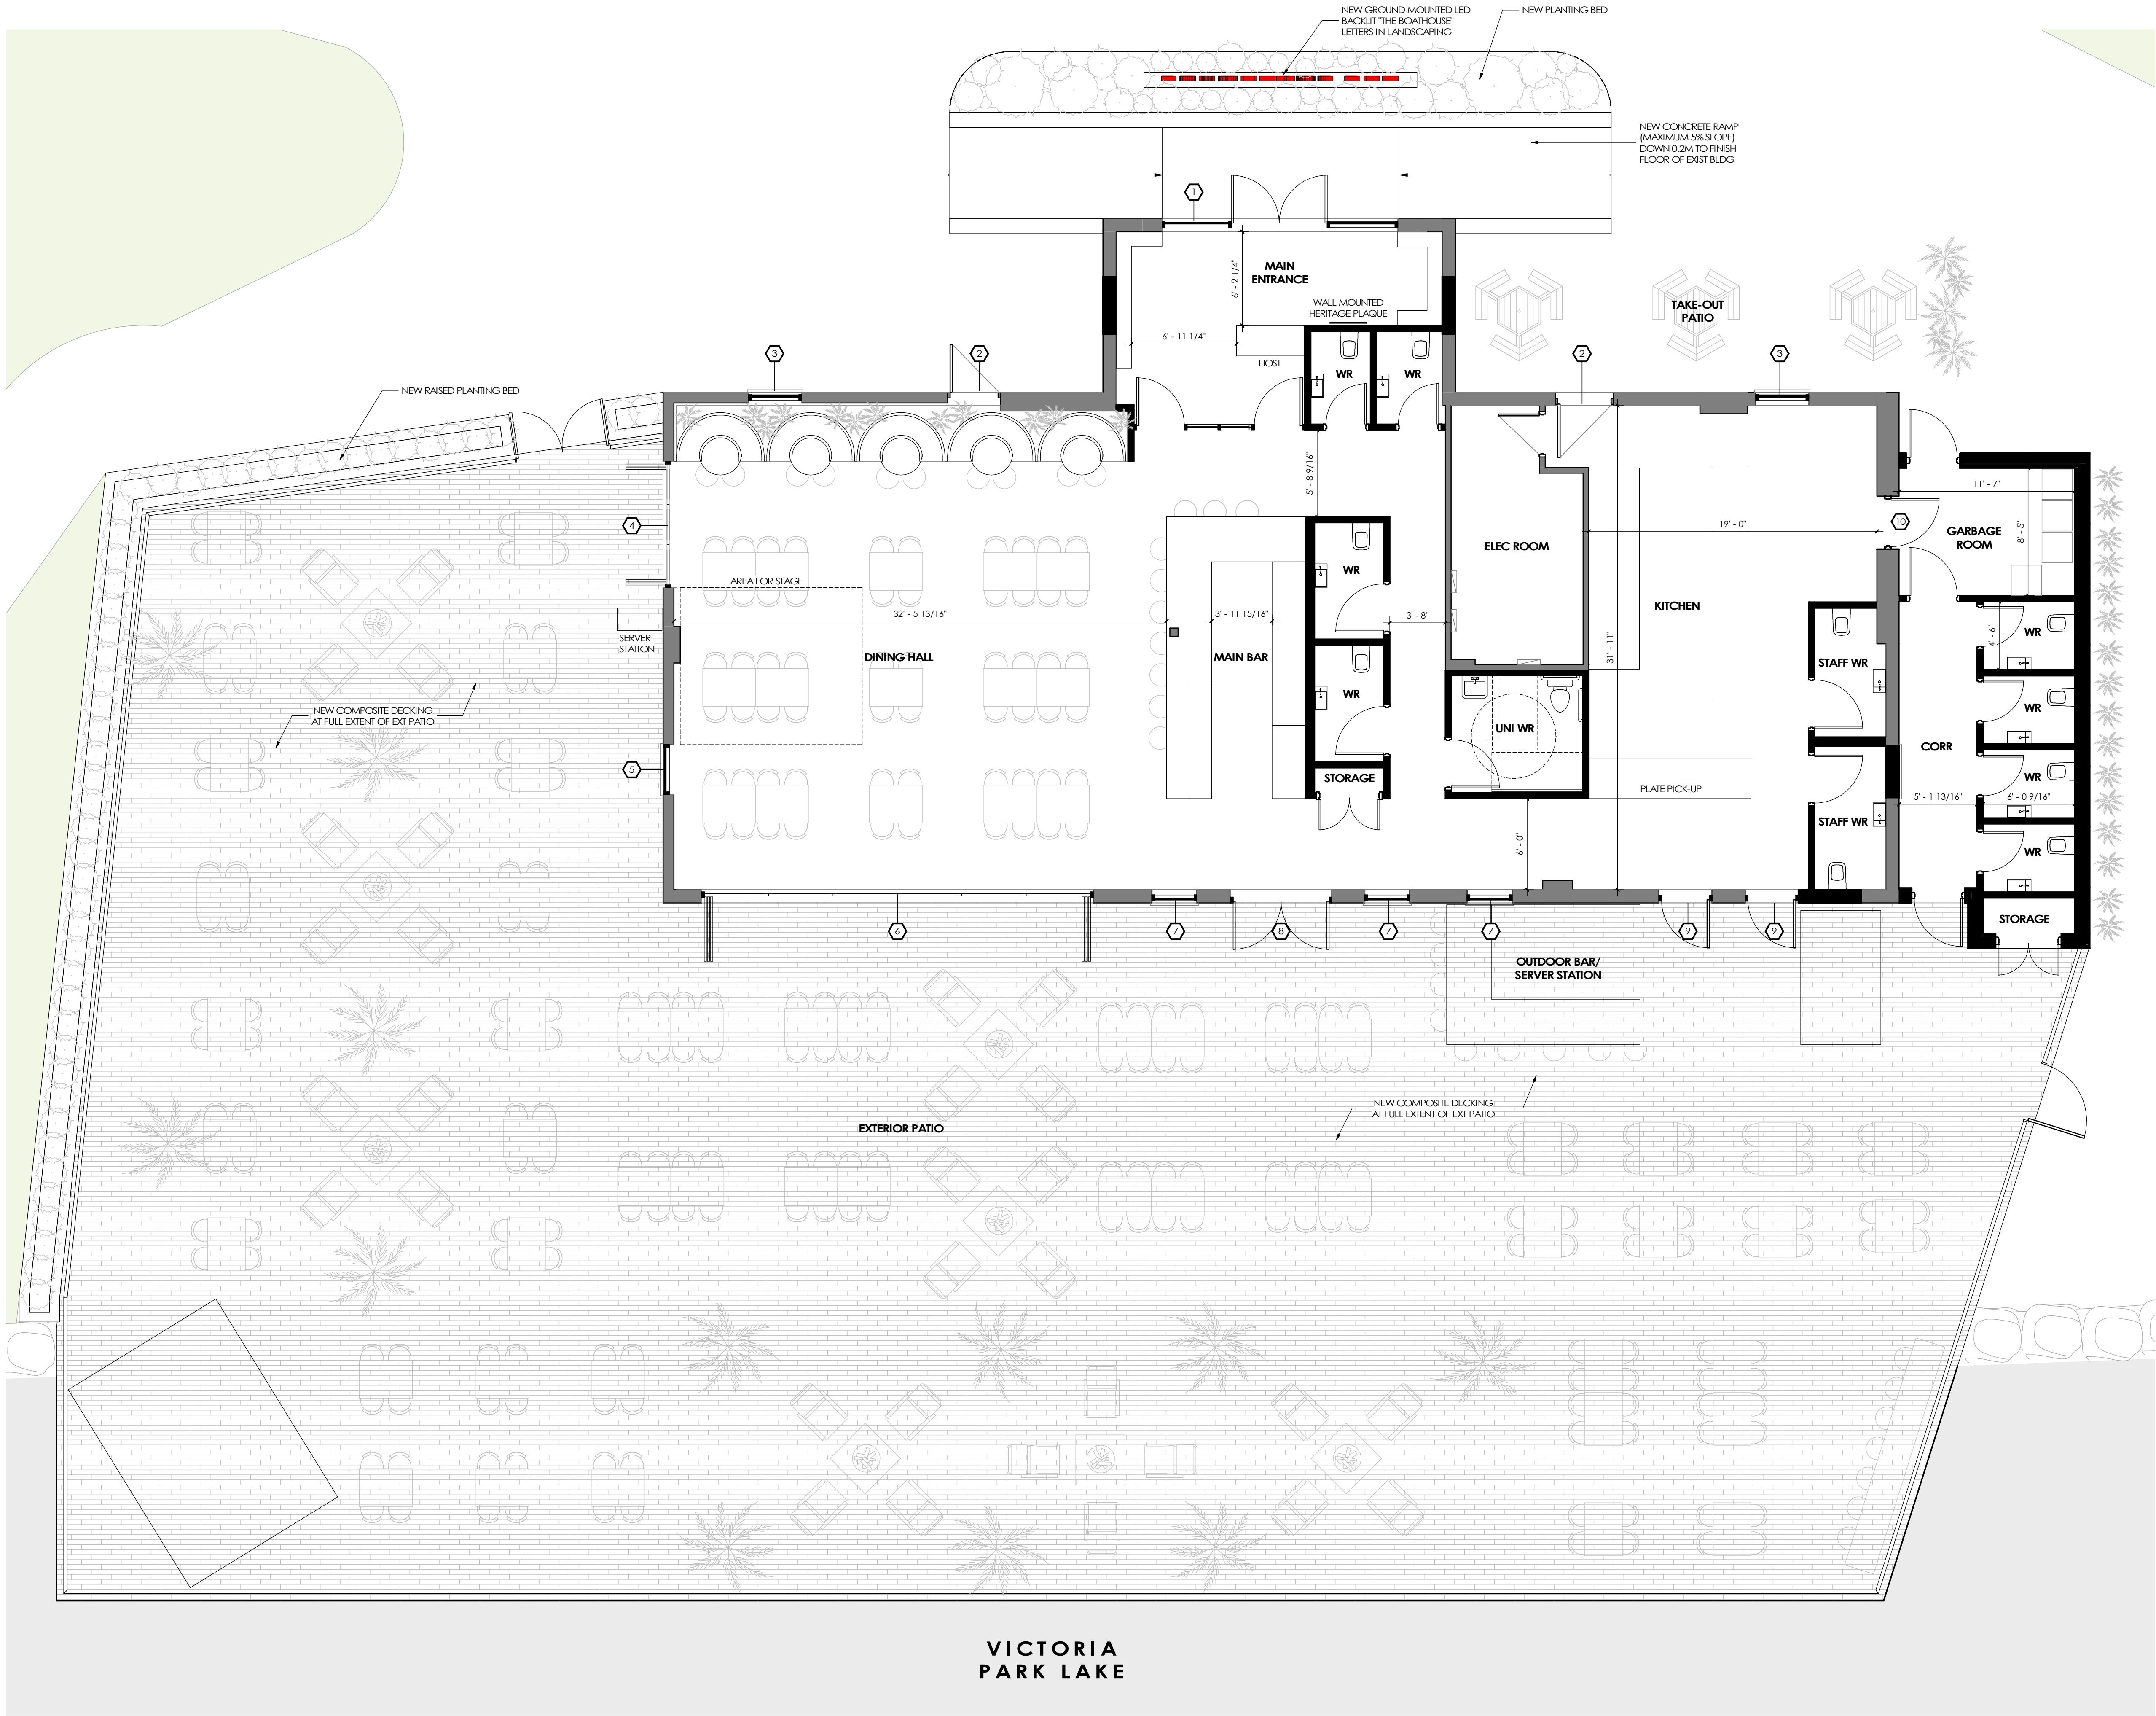 NEW GROUND MOUNTED LED
BACKLIT "THE BOATHOUSE"
LETTERS IN LANDSCAPING
NEW PLANTING BED
NEW CONCRETE RAMP
(MAXIMUM 5% SLOPE)
DOWN 0.2M TO FINISH
FLOOR OF EXIST BLDG
1
MAIN
ENTRANCE
6' - 2 1/4"
WALL MOUNTED
HERITAGE PLAQUE
6' - 11 1/4"
HOST
TAKE-OUT
PATIO
3
2
2
3
WR
WR
NEW RAISED PLANTING BED
5' - 8 9/16"
11' - 7"
4
19' - 0"
10
GARBAGE
ROOM
8' - 5"
ELEC ROOM
WR
AREA FOR STAGE
32' - 5 13/16"
3' - 11 15/16"
3' - 8"
KITCHEN
31' - 11"
SERVER
STATION
DINING HALL
MAIN BAR
WR
STAFF WR
4' - 6"
WR
WR
NEW COMPOSITE DECKING
AT FULL EXTENT OF EXT PATIO
UNI WR
CORR
5
STORAGE
PLATE PICK-UP
WR
5' - 1 13/16"
6' - 0 9/16"
STAFF WR
6' - 0"
WR
6
7
8
7
7
9
9
STORAGE
OUTDOOR BAR/
SERVER STATION
NEW COMPOSITE DECKING
AT FULL EXTENT OF EXT PATIO
EXTERIOR PATIO
VICTORIA
PARK LAKE